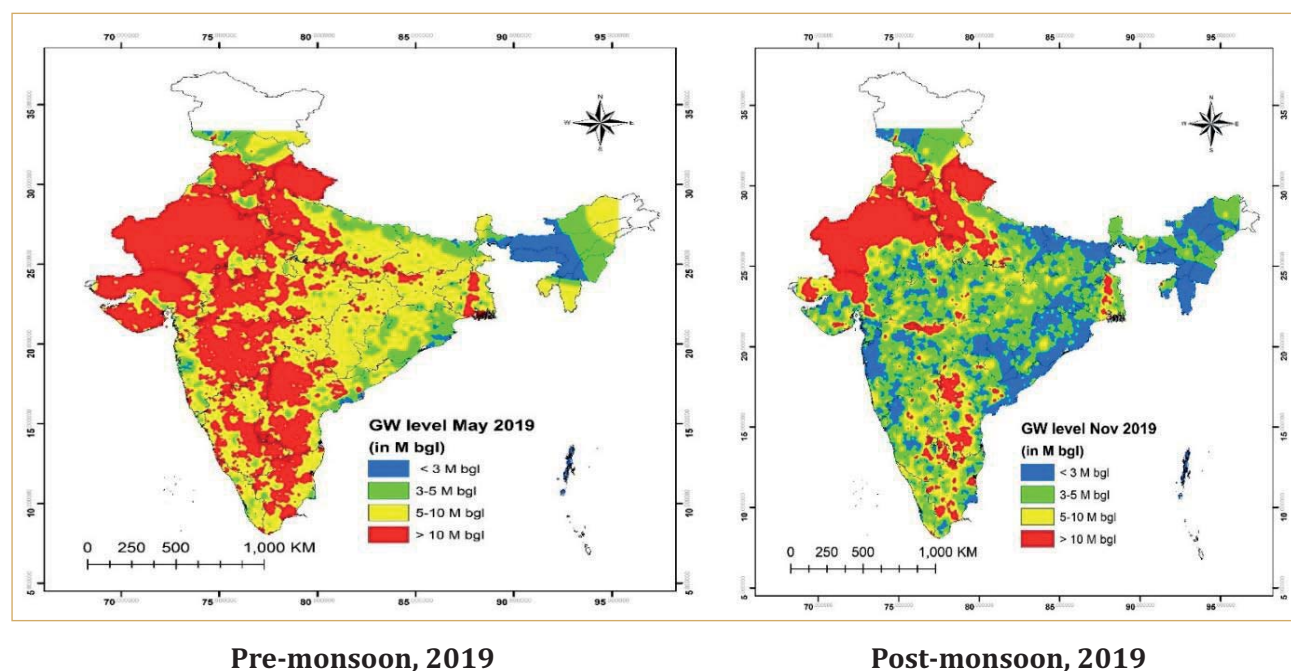 70 75 80 85 90 95
35
30
25
20
15
10
5
N
W E
S
GW level May 2019
(in M bgl)
< 3 M bgl
3-5 M bgl
5-10 M bgl
> 10 M bgl
0 250 500 1,000 KM
70 75 80 85 90 95
35
30
25
20
15
10
5
N
W E
S
GW level Nov 2019
(in M bgl)
< 3 M bgl
3-5 M bgl
5-10 M bgl
> 10 M bgl
0 250 500 1,000 KM
Pre-monsoon, 2019
Post-monsoon, 2019